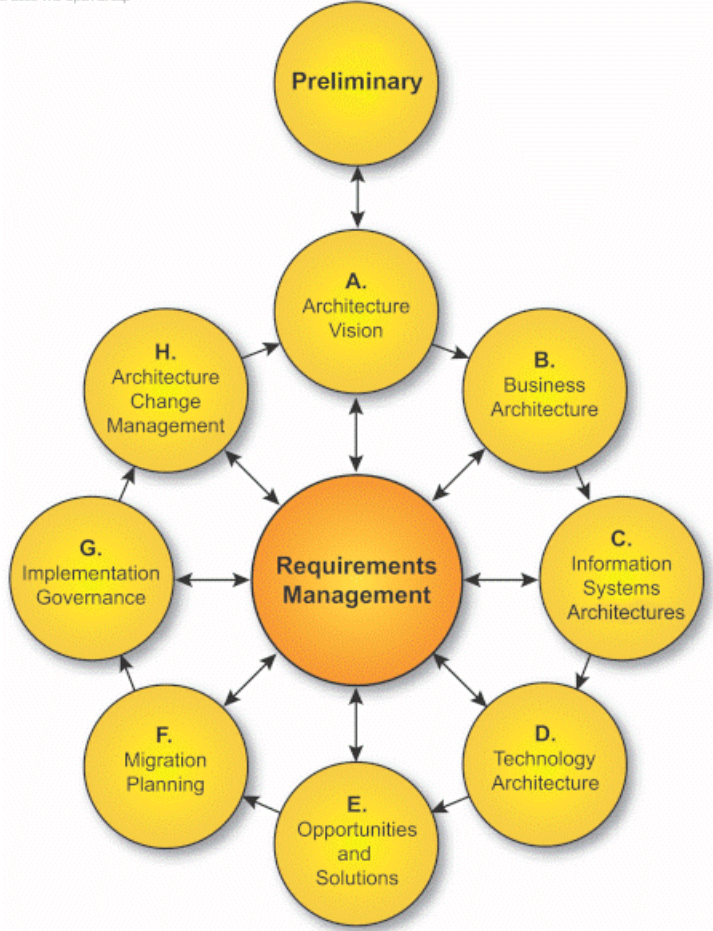 Preliminary
A.
Architecture
Vision
H.
Architecture
Change
Management
B.
Business
Architecture
G.
Implementation
Governance
Requirements
Management
C.
Information
Systems
Architectures
F.
Migration
Planning
D.
Technology
Architecture
E.
Opportunities
and
Solutions